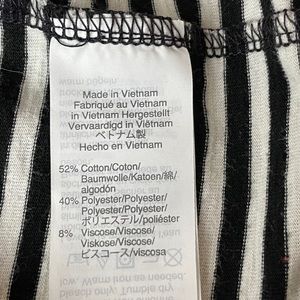 Made in Vietnam
Fabriqué au Vietnam
in Vietnam Hergestellt
Vervaardigd in Viëtnam
ベトナム製
Hecho en Vietnam
52% Cotton/Coton/
Baumwolle/Katoen/綿/
algodón
40% Polyester/Polyester/
Polyester/Polyester/
ポリエステル/poliéster
8% Viscose/Viscose/
Viskose/Viscose/
ビスコース/viscosa